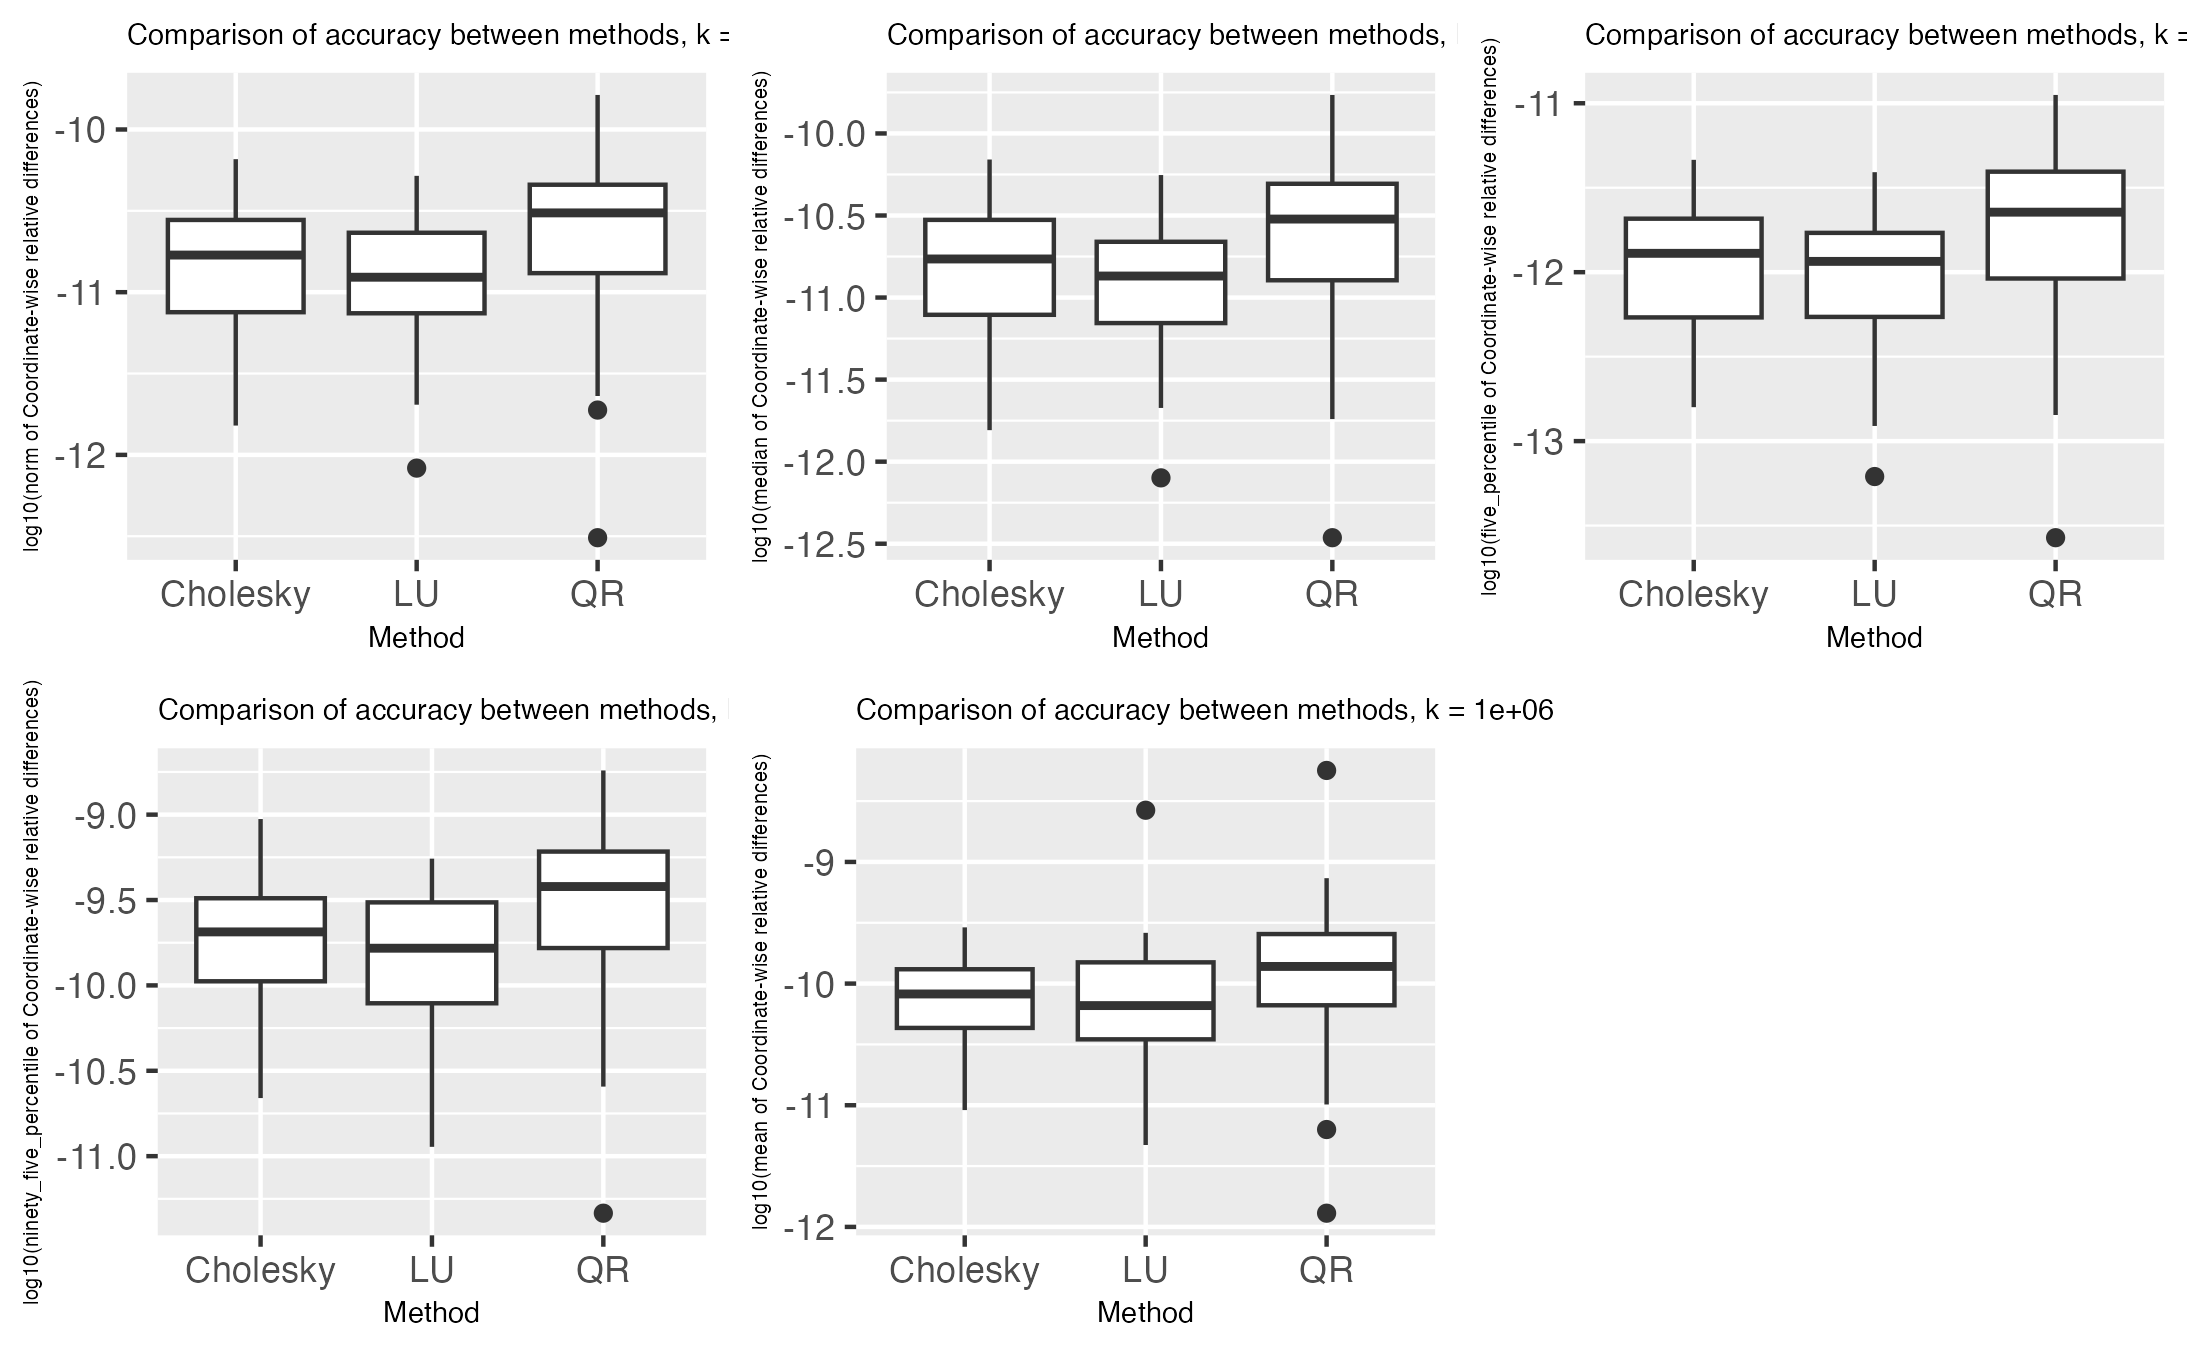 Comparison of accuracy between methods, k =
log10(norm of Coordinate-wise relative differences)
-10
-11
-12
Cholesky LU QR
Method
Comparison of accuracy between methods,
log10(median of Coordinate-wise relative differences)
-10.0
-10.5
-11.0
-11.5
-12.0
-12.5
Cholesky LU QR
Method
Comparison of accuracy between methods, k =
log10(five_percentile of Coordinate-wise relative differences)
-11
-12
-13
Cholesky LU QR
Method
Comparison of accuracy between methods,
log10(ninety_five_percentile of Coordinate-wise relative differences)
-9.0
-9.5
-10.0
-10.5
-11.0
Cholesky LU QR
Method
Comparison of accuracy between methods, k = 1e+06
log10(mean of Coordinate-wise relative differences)
-9
-10
-11
-12
Cholesky LU QR
Method